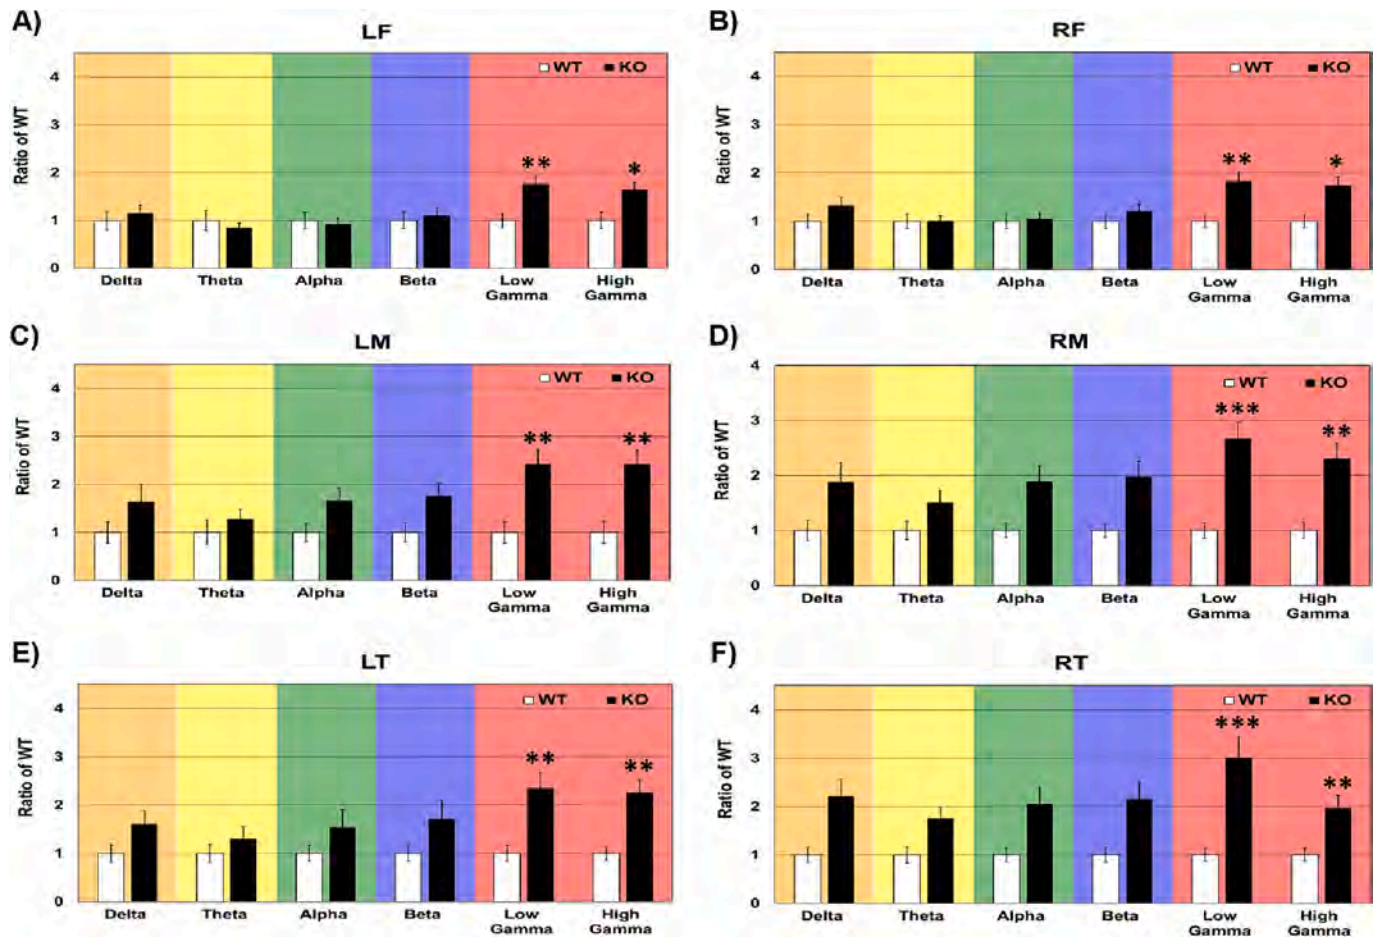 A) LF
WT KO
Ratio of WT
4
3
2
1
0
** *
Delta Theta Alpha Beta Low Gamma High Gamma
B) RF
WT KO
Ratio of WT
4
3
2
1
0
** *
Delta Theta Alpha Beta Low Gamma High Gamma
C) LM
WT KO
Ratio of WT
4
3
2
1
0
** **
Delta Theta Alpha Beta Low Gamma High Gamma
D) RM
WT KO
Ratio of WT
4
3
2
1
0
*** **
Delta Theta Alpha Beta Low Gamma High Gamma
E) LT
WT KO
Ratio of WT
4
3
2
1
0
** **
Delta Theta Alpha Beta Low Gamma High Gamma
F) RT
WT KO
Ratio of WT
4
3
2
1
0
*** **
Delta Theta Alpha Beta Low Gamma High Gamma